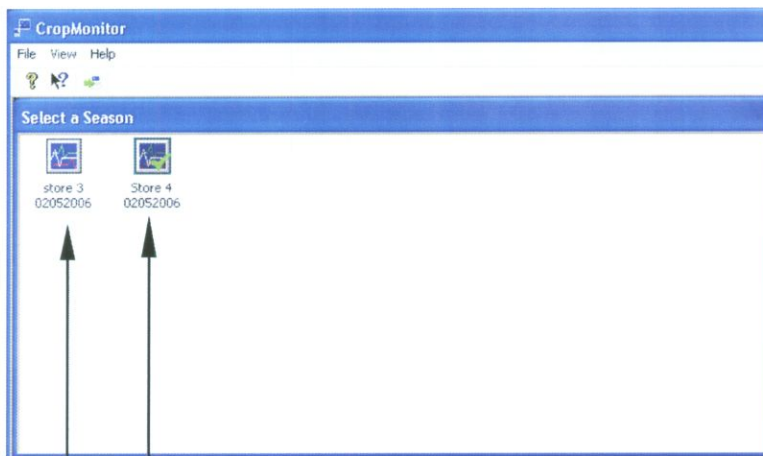 CropMonitor
File View Help
Select a Season
store 3
02052006
Store 4
02052006